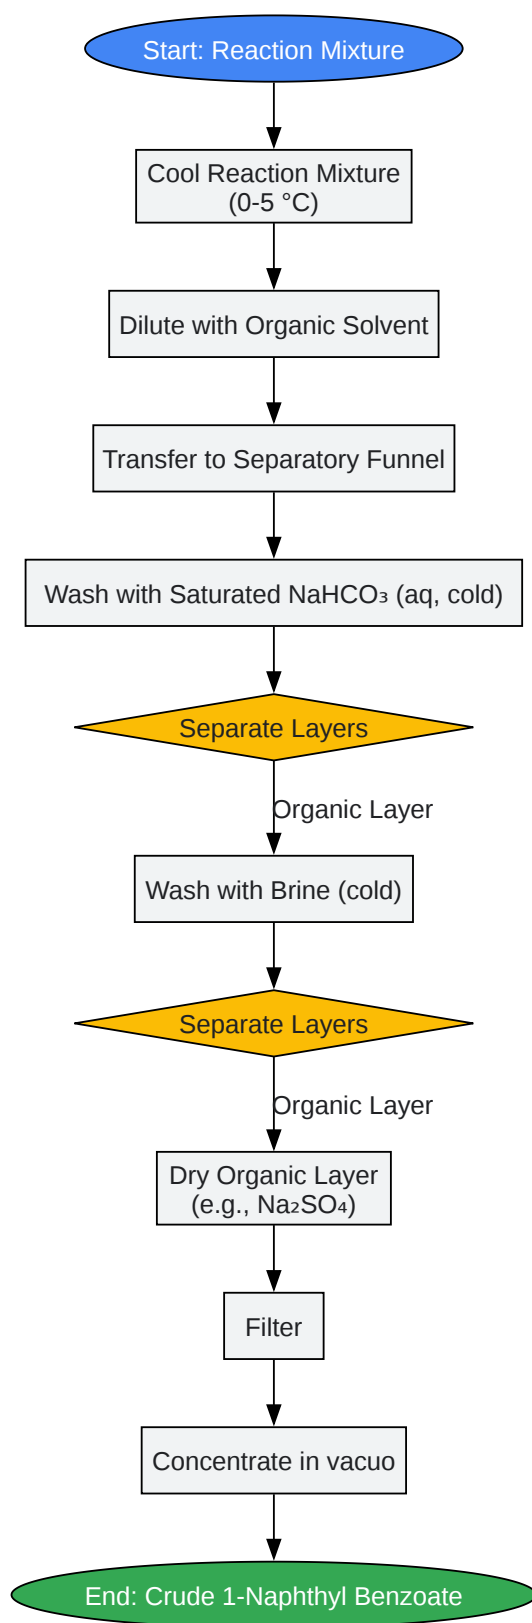 Start: Reaction Mixture
Cool Reaction Mixture
(0-5 °C)
Dilute with Organic Solvent
Transfer to Separatory Funnel
Wash with Saturated NaHCO₃ (aq, cold)
Separate Layers
Organic Layer
Wash with Brine (cold)
Separate Layers
Organic Layer
Dry Organic Layer
(e.g., Na₂SO₄)
Filter
Concentrate in vacuo
End: Crude 1-Naphthyl Benzoate